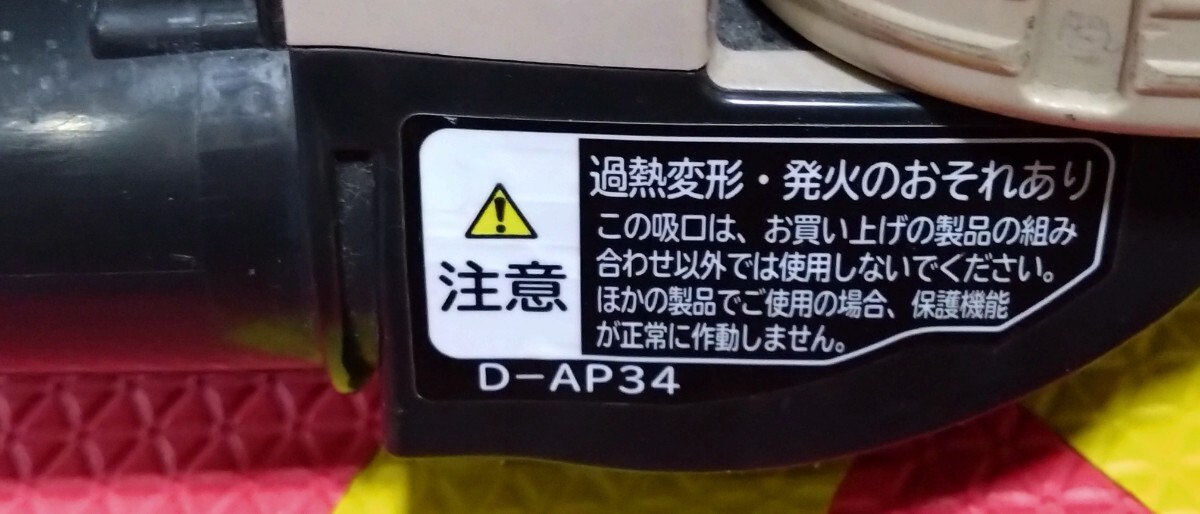 注意
過熱変形・発火のおそれあり
この吸口は、お買い上げの製品の組み
合わせ以外では使用しないでください。
ほかの製品でご使用の場合、保護機能
が正常に作動しません。
D-AP34